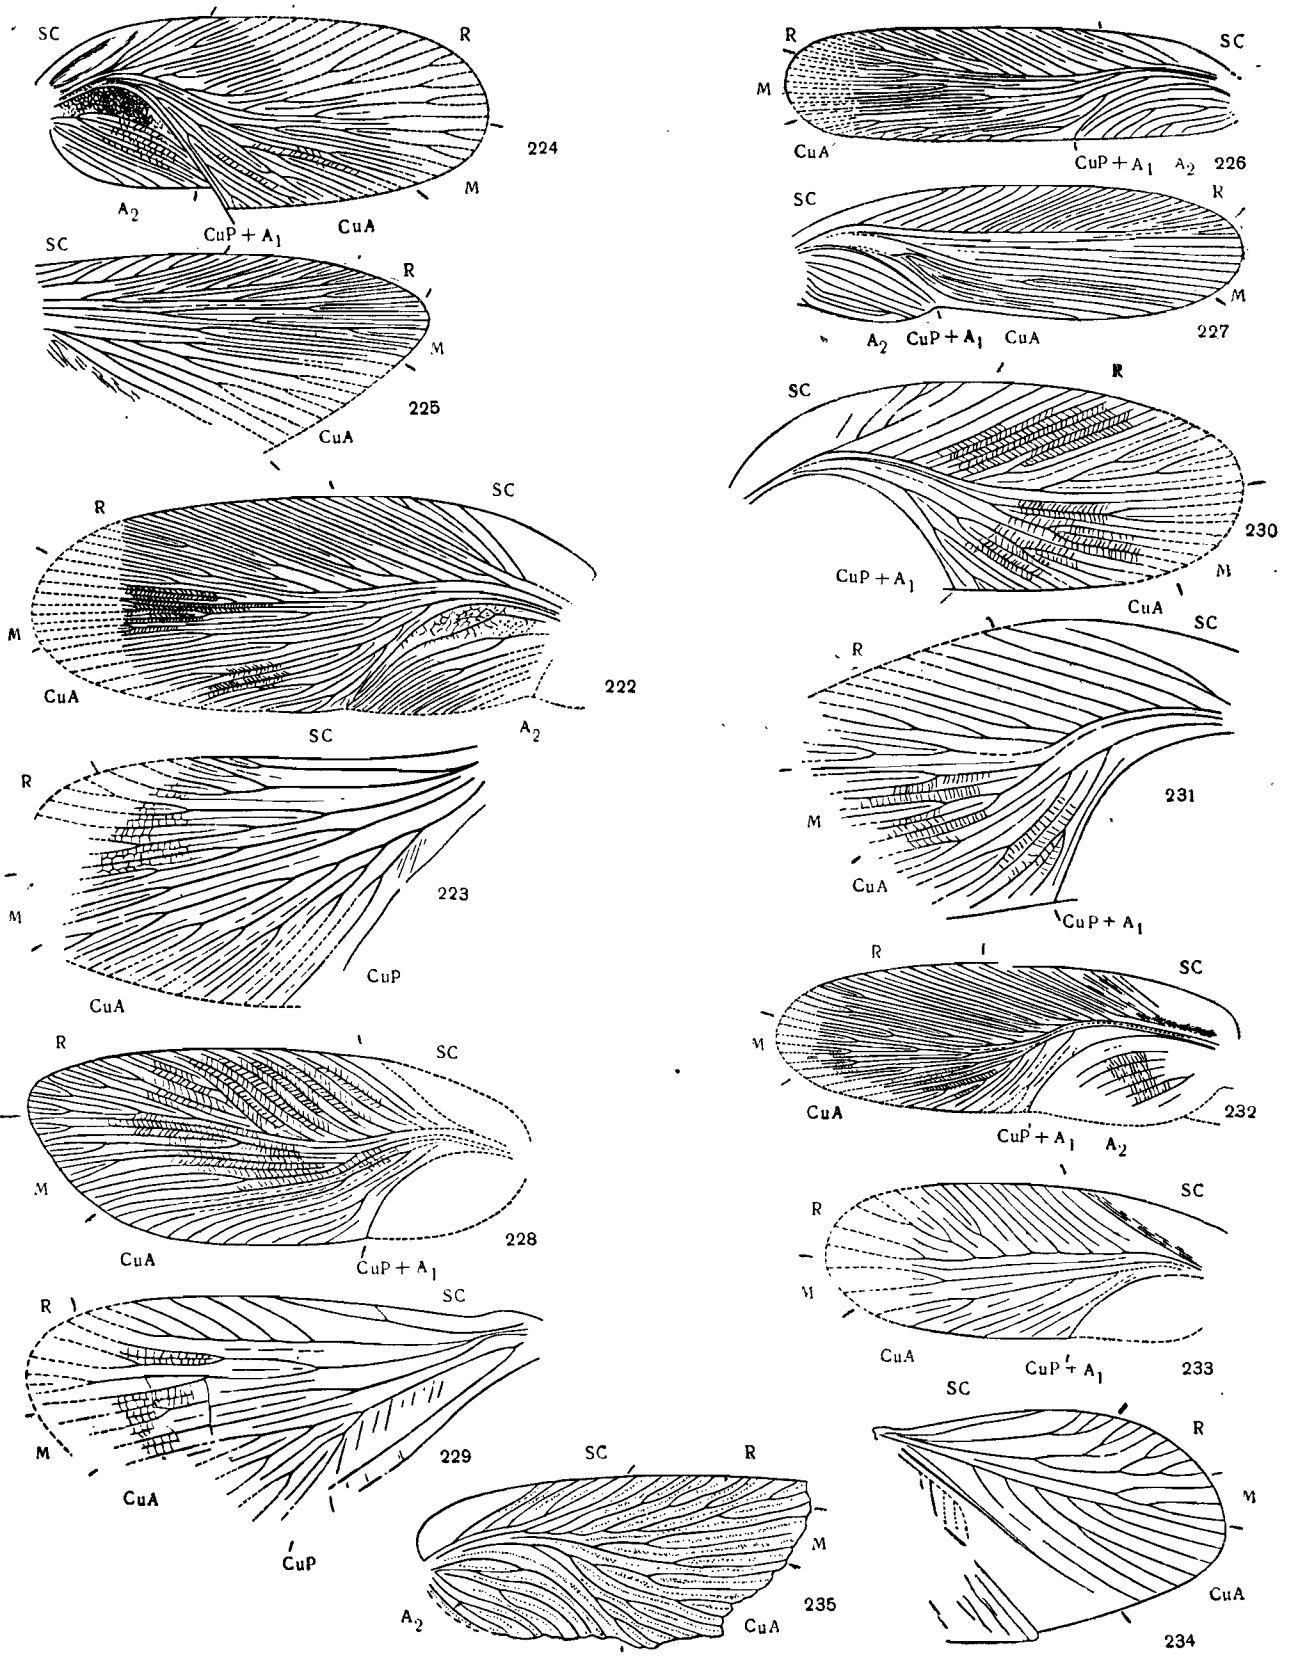 SC R
224
M
A2 CuA
CuP + A1
SC
R
M
225
CuA
R SC
M
CuA 222
A2
SC
R
223
M
CuP
CuA
R SC
M
228
CuA
CuP + A1
SC
R
M 229
CuA
CuP
SC R
M
235
A2 CuA
R SC
M
CuA
CuP + A1 A2 226
SC R
M
227
A2 CuP + A1 CuA
R
SC
230
CuP + A1 M
CuA
SC
R
231
M
CuA
CuP + A1
R SC
M
CuA 232
CuP + A1 A2
SC
R
M
CuA
CuP + A1 233
SC
R
M
CuA
234